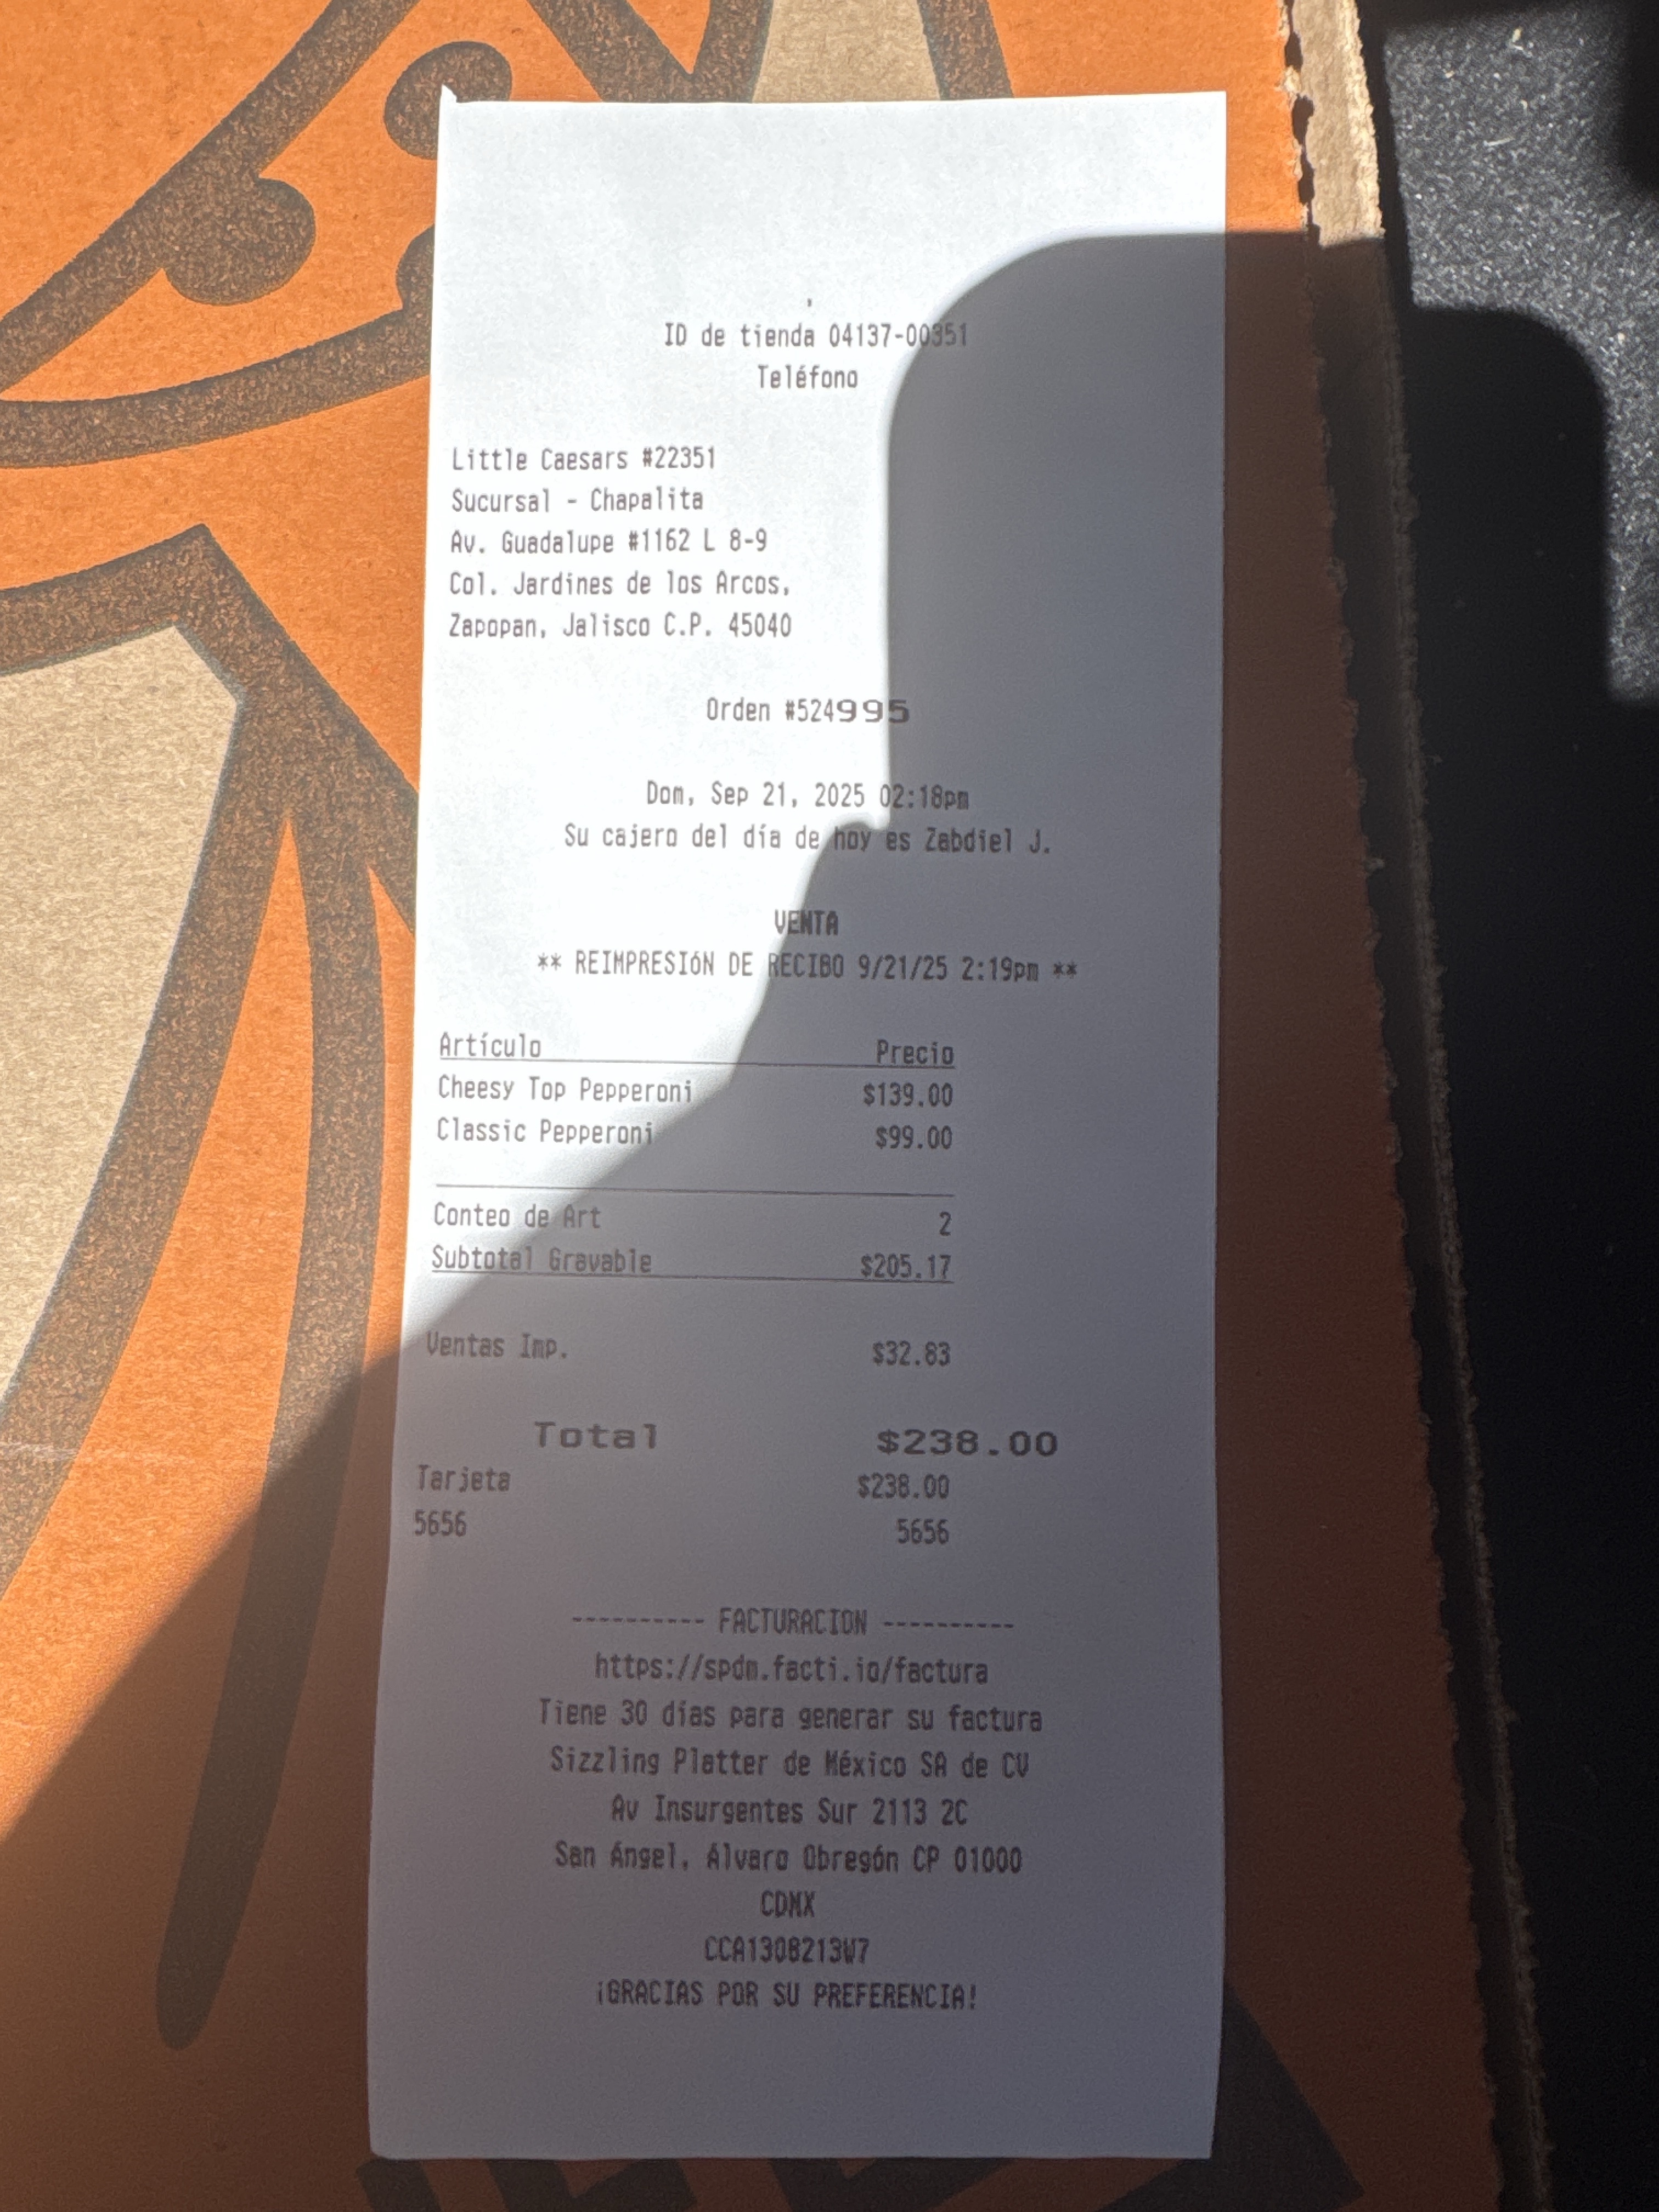 ID de tienda 04137-00351
Teléfono
Little Caesars #22351
Sucursal - Chapalita
Av. Guadalupe #1162 L 8-9
Col. Jardines de los Arcos,
Zapopan, Jalisco C.P. 45040
Orden #524995
Dom, Sep 21, 2025 02:18pm
Su cajero del día de hoy es Zabdiel J.
VENTA
** REIMPRESIóN DE RECIBO 9/21/25 2:19pm **
Artículo Precio
Cheesy Top Pepperoni $139.00
Classic Pepperoni $99.00
Conteo de Art 2
Subtotal Gravable $205.17
Ventas Imp. $32.83
Total $238.00
Tarjeta $238.00
5656 5656
---------- FACTURACION ----------
https://spdm.facti.io/factura
Tiene 30 días para generar su factura
Sizzling Platter de México SA de CV
Av Insurgentes Sur 2113 2C
San Ángel, Álvaro Obregón CP 01000
CDMX
CCA1308213W7
¡GRACIAS POR SU PREFERENCIA!